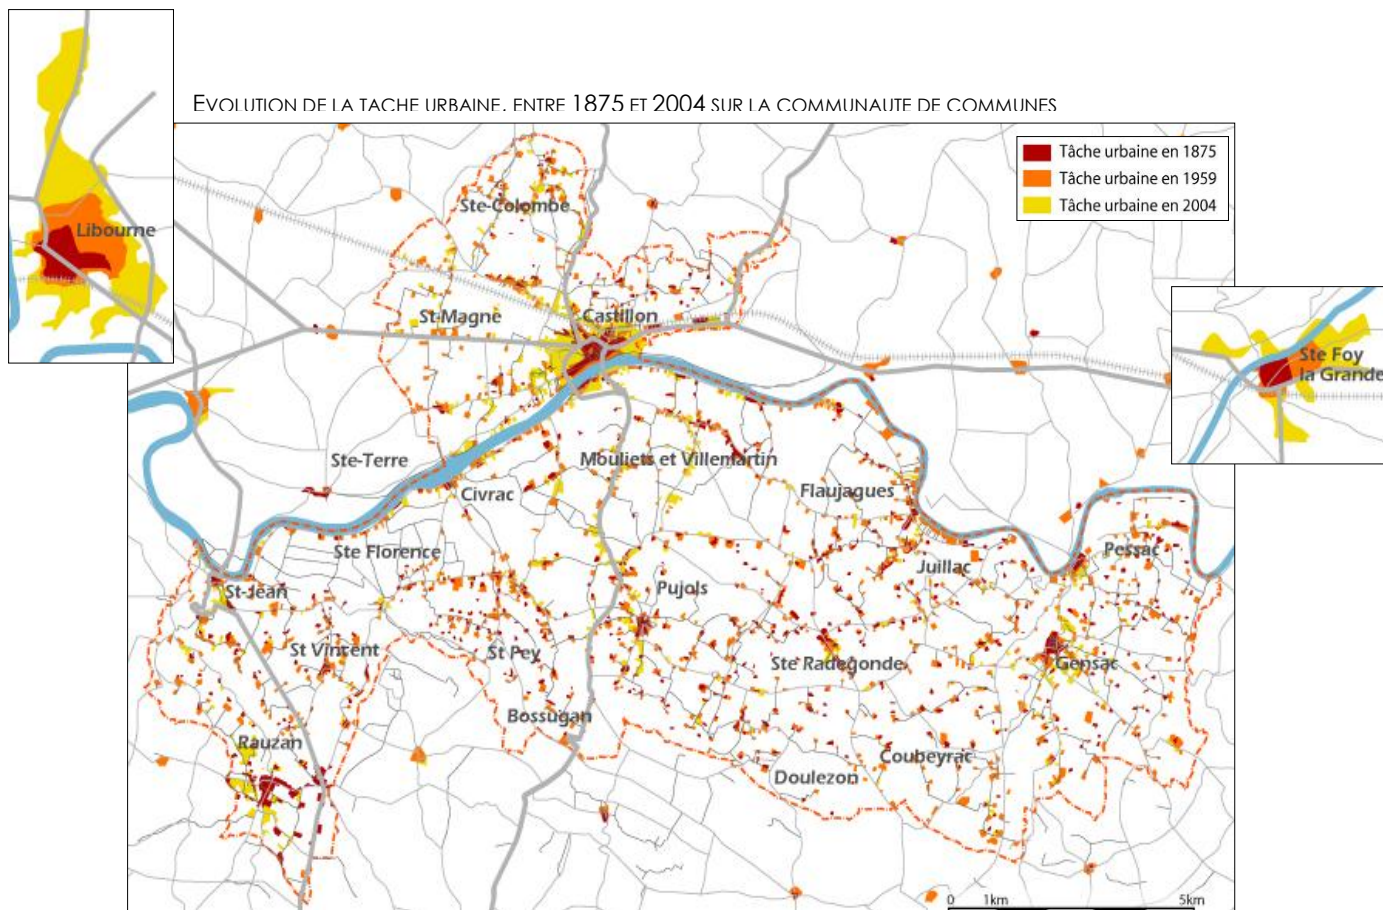 EVOLUTION DE LA TACHE URBAINE, ENTRE 1875 ET 2004 SUR LA COMMUNAUTE DE COMMUNES
Tâche urbaine en 1875
Tâche urbaine en 1959
Tâche urbaine en 2004
Libourne
Ste-Colombe
St-Magne
Castillon
Ste Foy
la Grande
Ste-Terre
Mouliets et Villemartin
Civrac
Flaujagues
Ste Florence
Pessac
Juillac
St-Jean
Pujols
St Vincent
St Pey
Ste Radegonde
Gensac
Bossugan
Rauzan
Coubeyrac
Doulezon
0 1km 5km